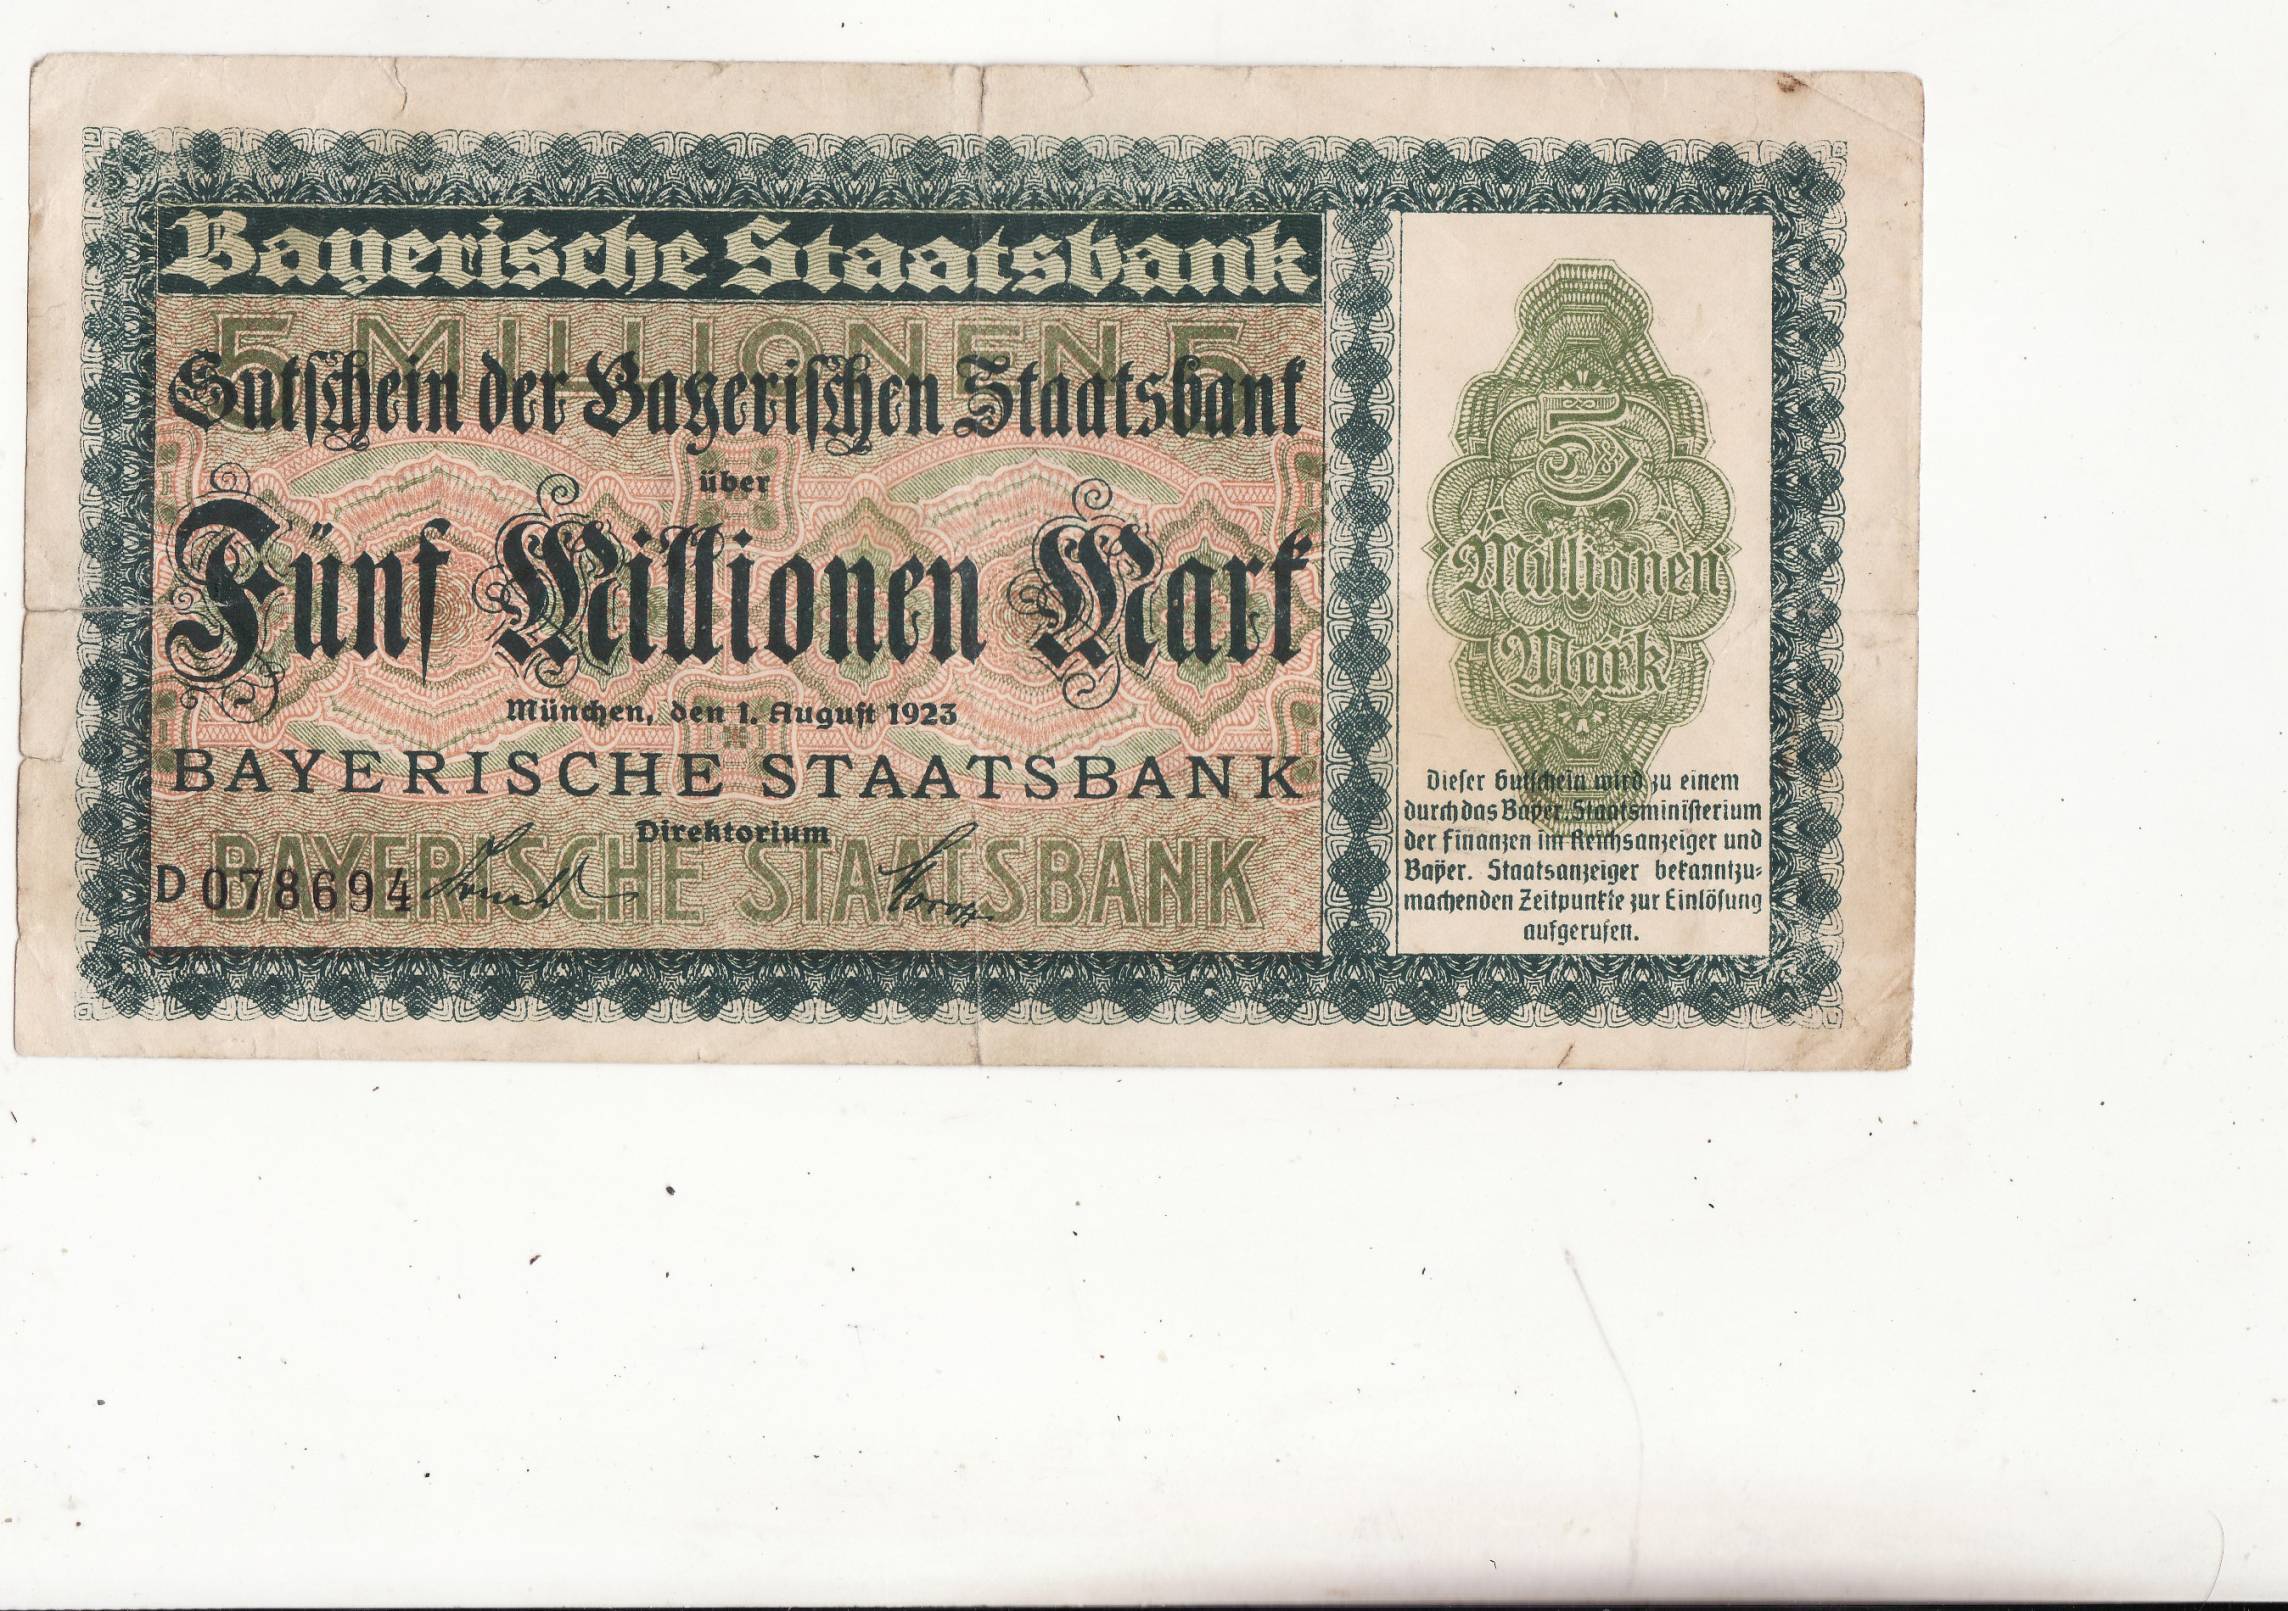 Bayerische Staatsbank
5 MILLIONEN 5
Gutschein der Bayerischen Staatsbank
über
Fünf Millionen Mark
München, den 1. August 1923
BAYERISCHE STAATSBANK
Direktorium
BAYERISCHE STAATSBANK
D 078694
5
Millionen
Mark
Dieser Gutschein wird zu einem
durch das Bayer. Staatsministerium
der Finanzen im Reichsanzeiger und
Bayer. Staatsanzeiger bekanntzu-
machenden Zeitpunkte zur Einlösung
aufgerufen.